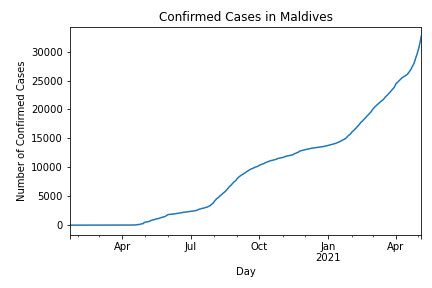 Confirmed Cases in Maldives
Number of Confirmed Cases
30000
25000
20000
15000
10000
5000
0
Apr Jul Oct Jan Apr
2021
Day